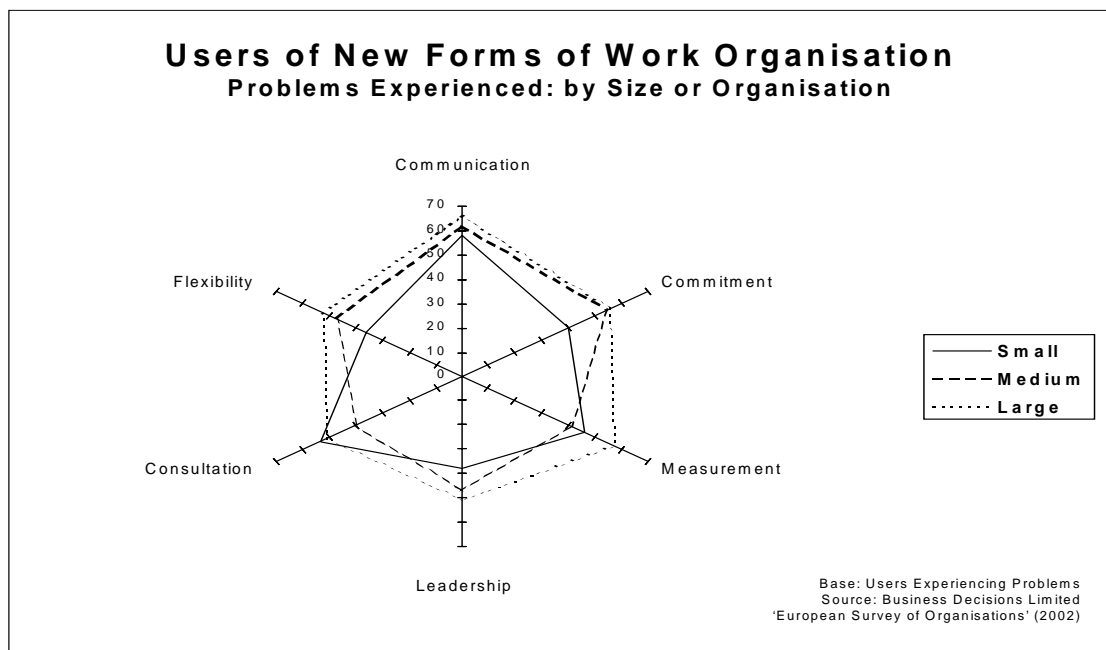 Users of New Forms of Work Organisation
Problems Experienced: by Size or Organisation
Communication
70
60
50
40
30
20
10
0
Flexibility
Commitment
Small
Medium
Large
Consultation
Measurement
Leadership
Base: Users Experiencing Problems
Source: Business Decisions Limited
‘European Survey of Organisations’ (2002)